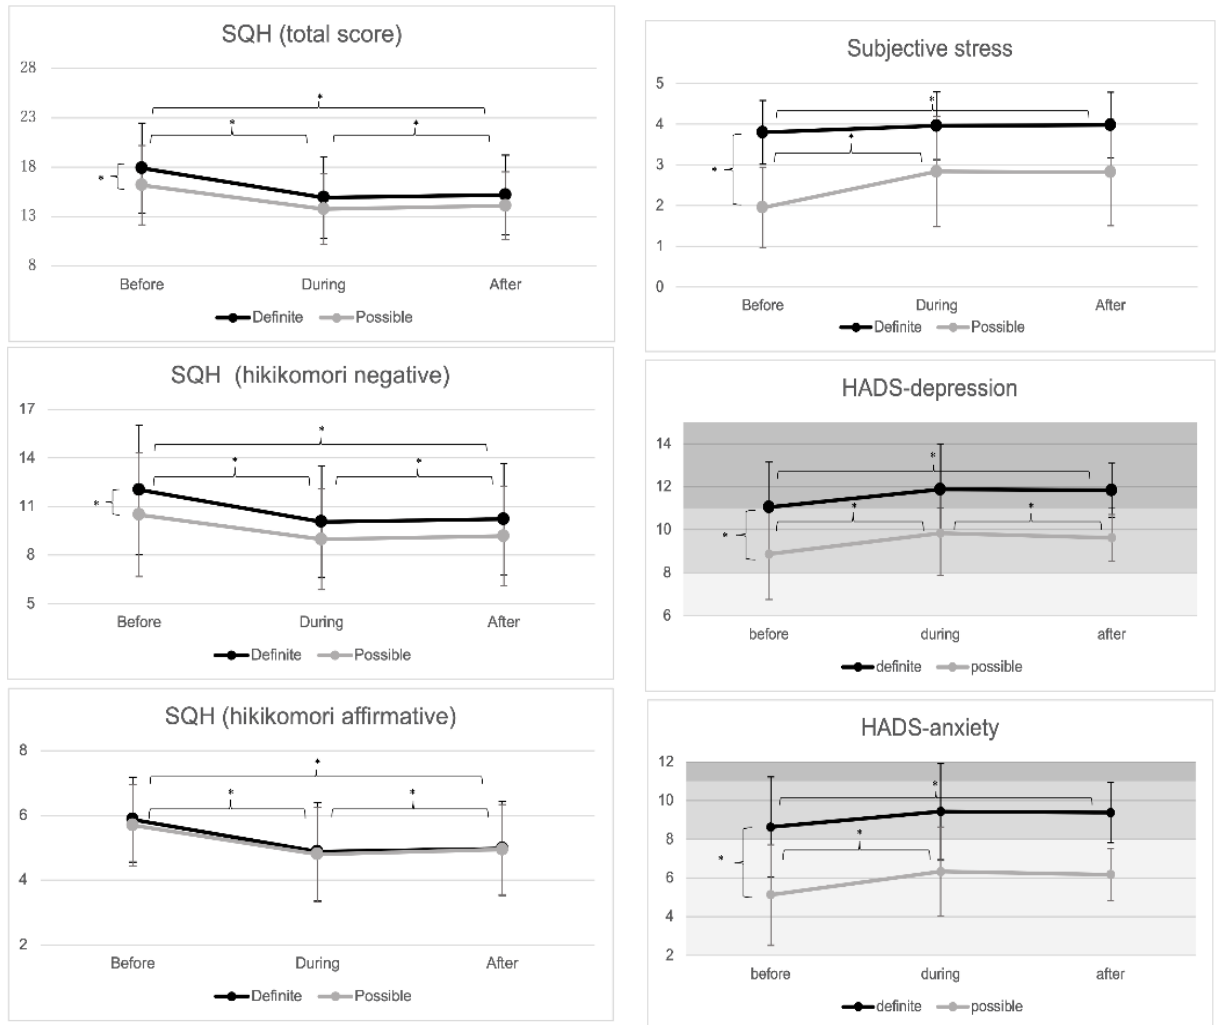 SQH (total score)
28
23
18
13
8
*
*
*
*
Before During After
Definite Possible
SQH (hikikomori negative)
17
14
11
8
5
*
*
*
*
Before During After
Definite Possible
SQH (hikikomori affirmative)
8
6
4
2
*
*
*
Before During After
Definite Possible
Subjective stress
5
4
3
2
1
0
*
*
*
Before During After
Definite Possible
HADS-depression
14
12
10
8
6
*
*
*
*
before during after
definite possible
HADS-anxiety
12
10
8
6
4
2
*
*
*
before during after
definite possible